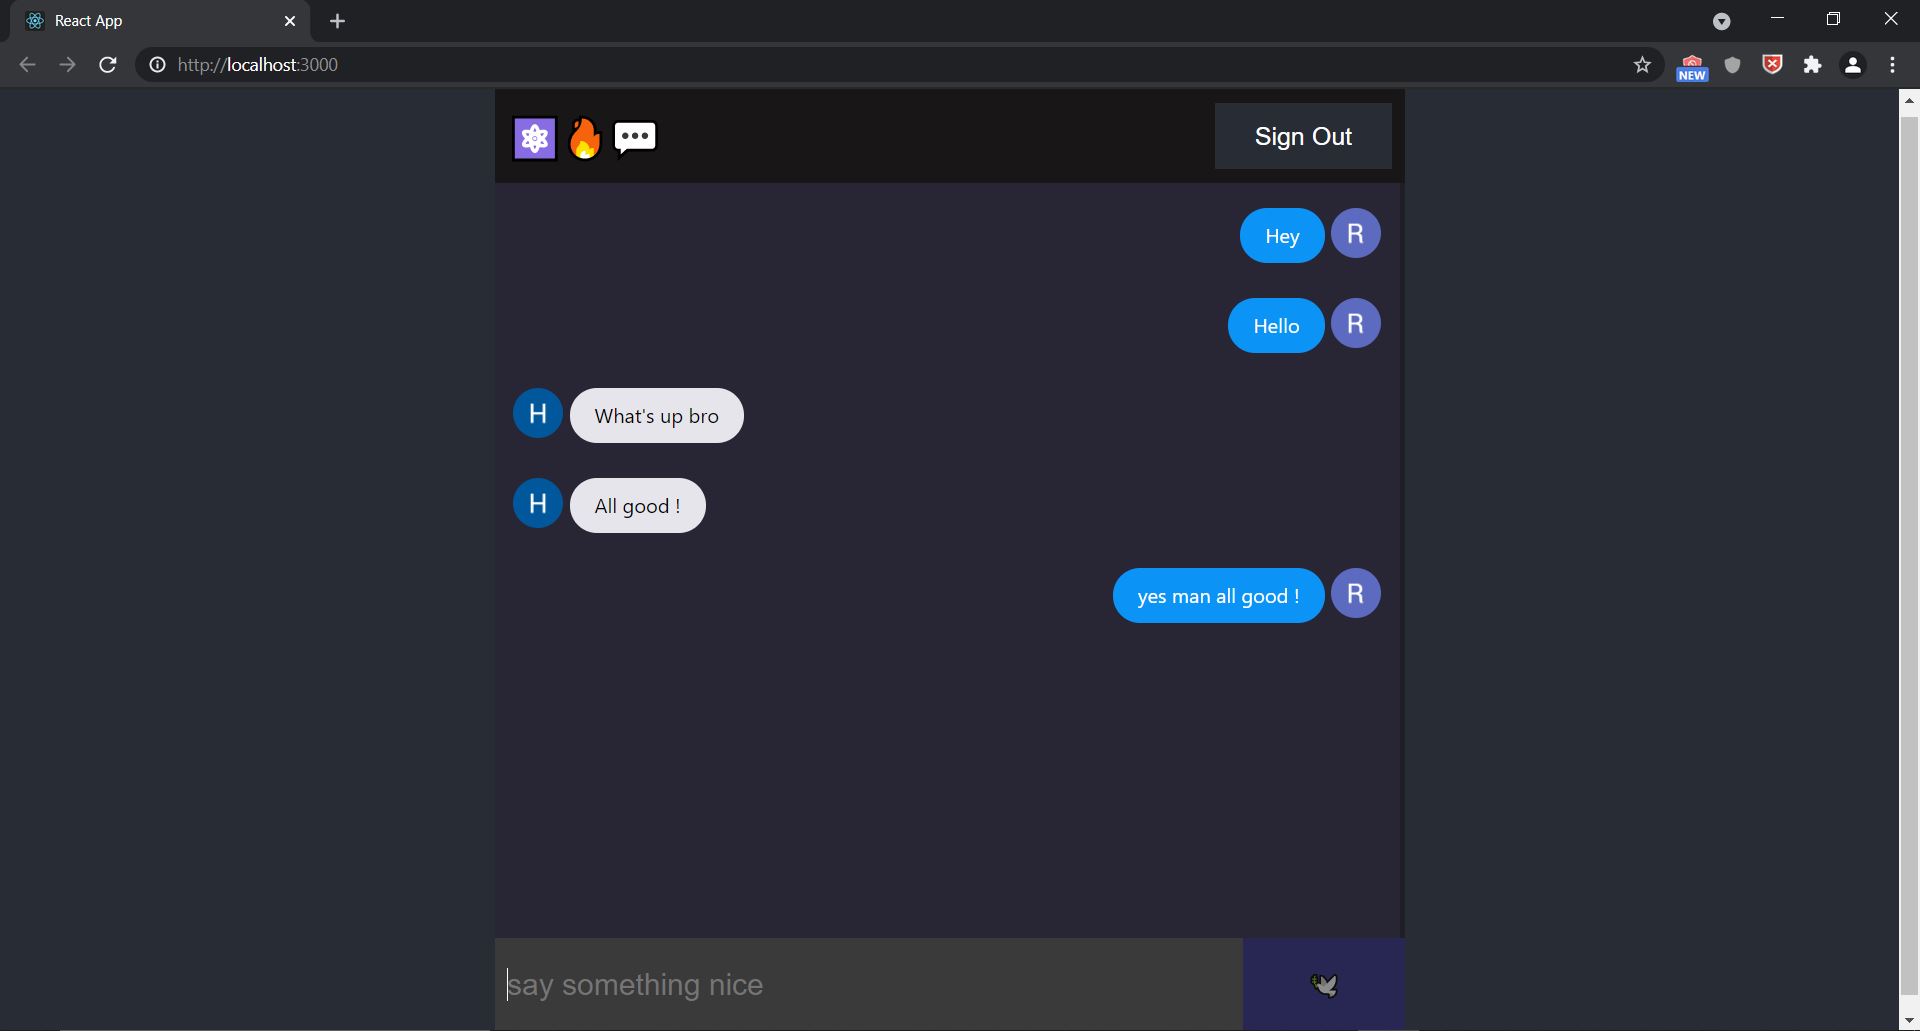 React App
http://localhost:3000
NEW
Sign Out
Hey
R
Hello
R
H
What's up bro
H
All good !
yes man all good !
R
say something nice